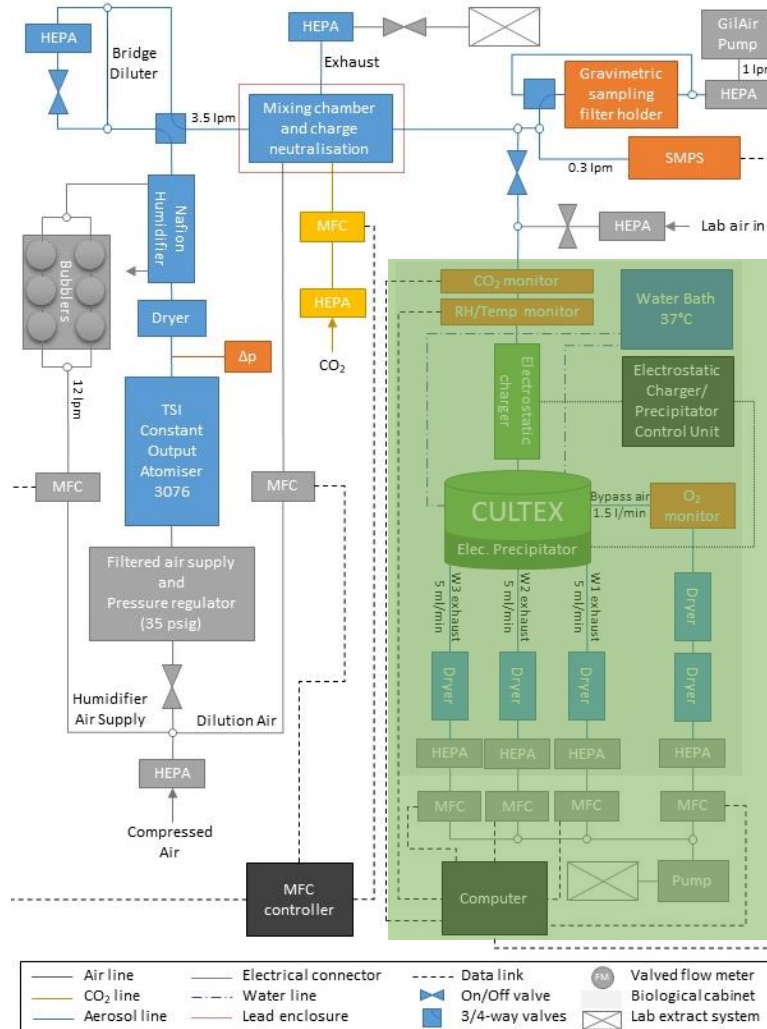 HEPA
Bridge
Diluter
3.5 lpm
HEPA
Exhaust
Mixing chamber
and charge
neutralisation
GilAir
Pump
1 lpm
HEPA
Gravimetric
sampling
filter holder
SMPS
0.3 lpm
Nafion
Humidifier
Bubblers
Dryer
Δp
12 lpm
TSI
Constant
Output
Atomiser
3076
MFC
MFC
Filtered air supply
and
Pressure regulator
(35 psig)
Humidifier
Air Supply
Dilution Air
HEPA
Compressed
Air
MFC
HEPA
CO₂
HEPA
Lab air in
CO₂ monitor
RH/Temp monitor
Water Bath
37°C
Electrostatic
charger
Electrostatic
Charger/
Precipitator
Control Unit
CULTEX
Elec. Precipitator
Bypass air
1.5 l/min
O₂
monitor
W3 exhaust
5 ml/min
W2 exhaust
5 ml/min
W1 exhaust
5 ml/min
Dryer
Dryer
Dryer
Dryer
Dryer
HEPA
HEPA
HEPA
HEPA
MFC
MFC
MFC
MFC
Computer
Pump
MFC
controller
Air line
CO₂ line
Aerosol line
Electrical connector
Water line
Lead enclosure
Data link
On/Off valve
3/4-way valves
FM
Valved flow meter
Biological cabinet
Lab extract system